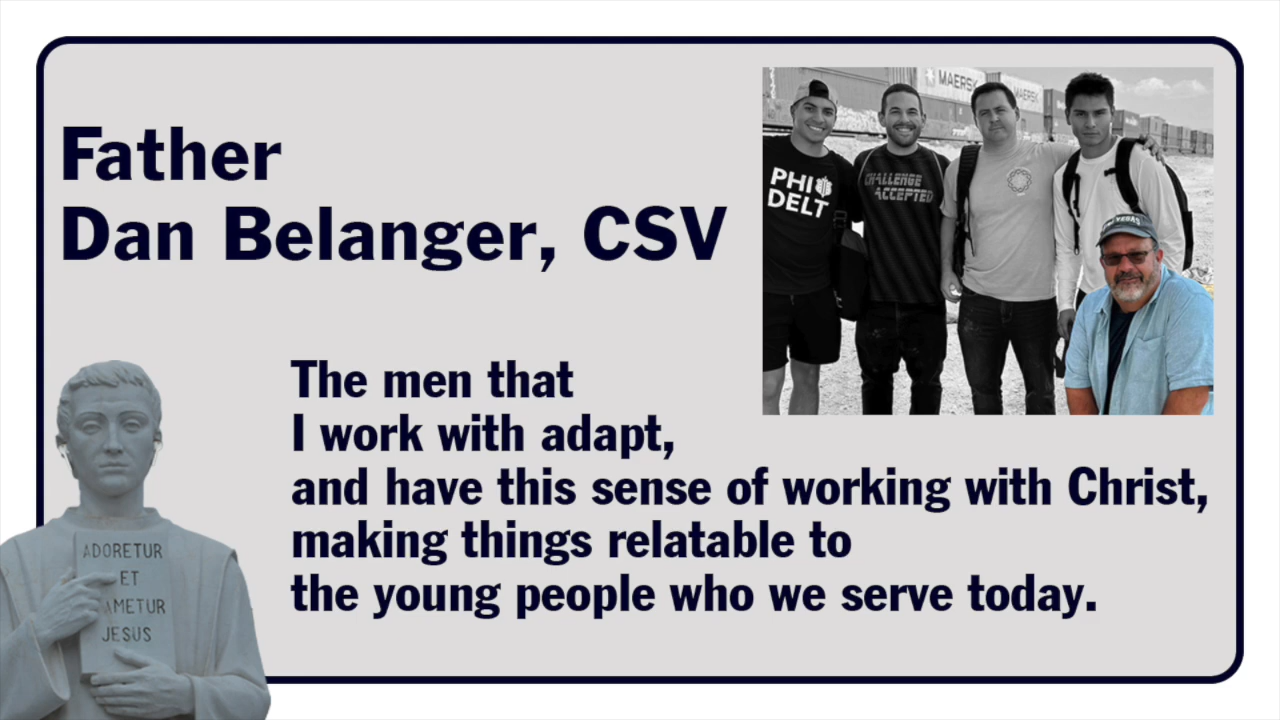 Father
Dan Belanger, CSV
MAERSK
MAERSK
PHI
DELT
CHALLENGE
ACCEPTED
VEGAS
The men that
I work with adapt,
and have this sense of working with Christ,
making things relatable to
the young people who we serve today.
ADORETUR
ET
AMETUR
JESUS